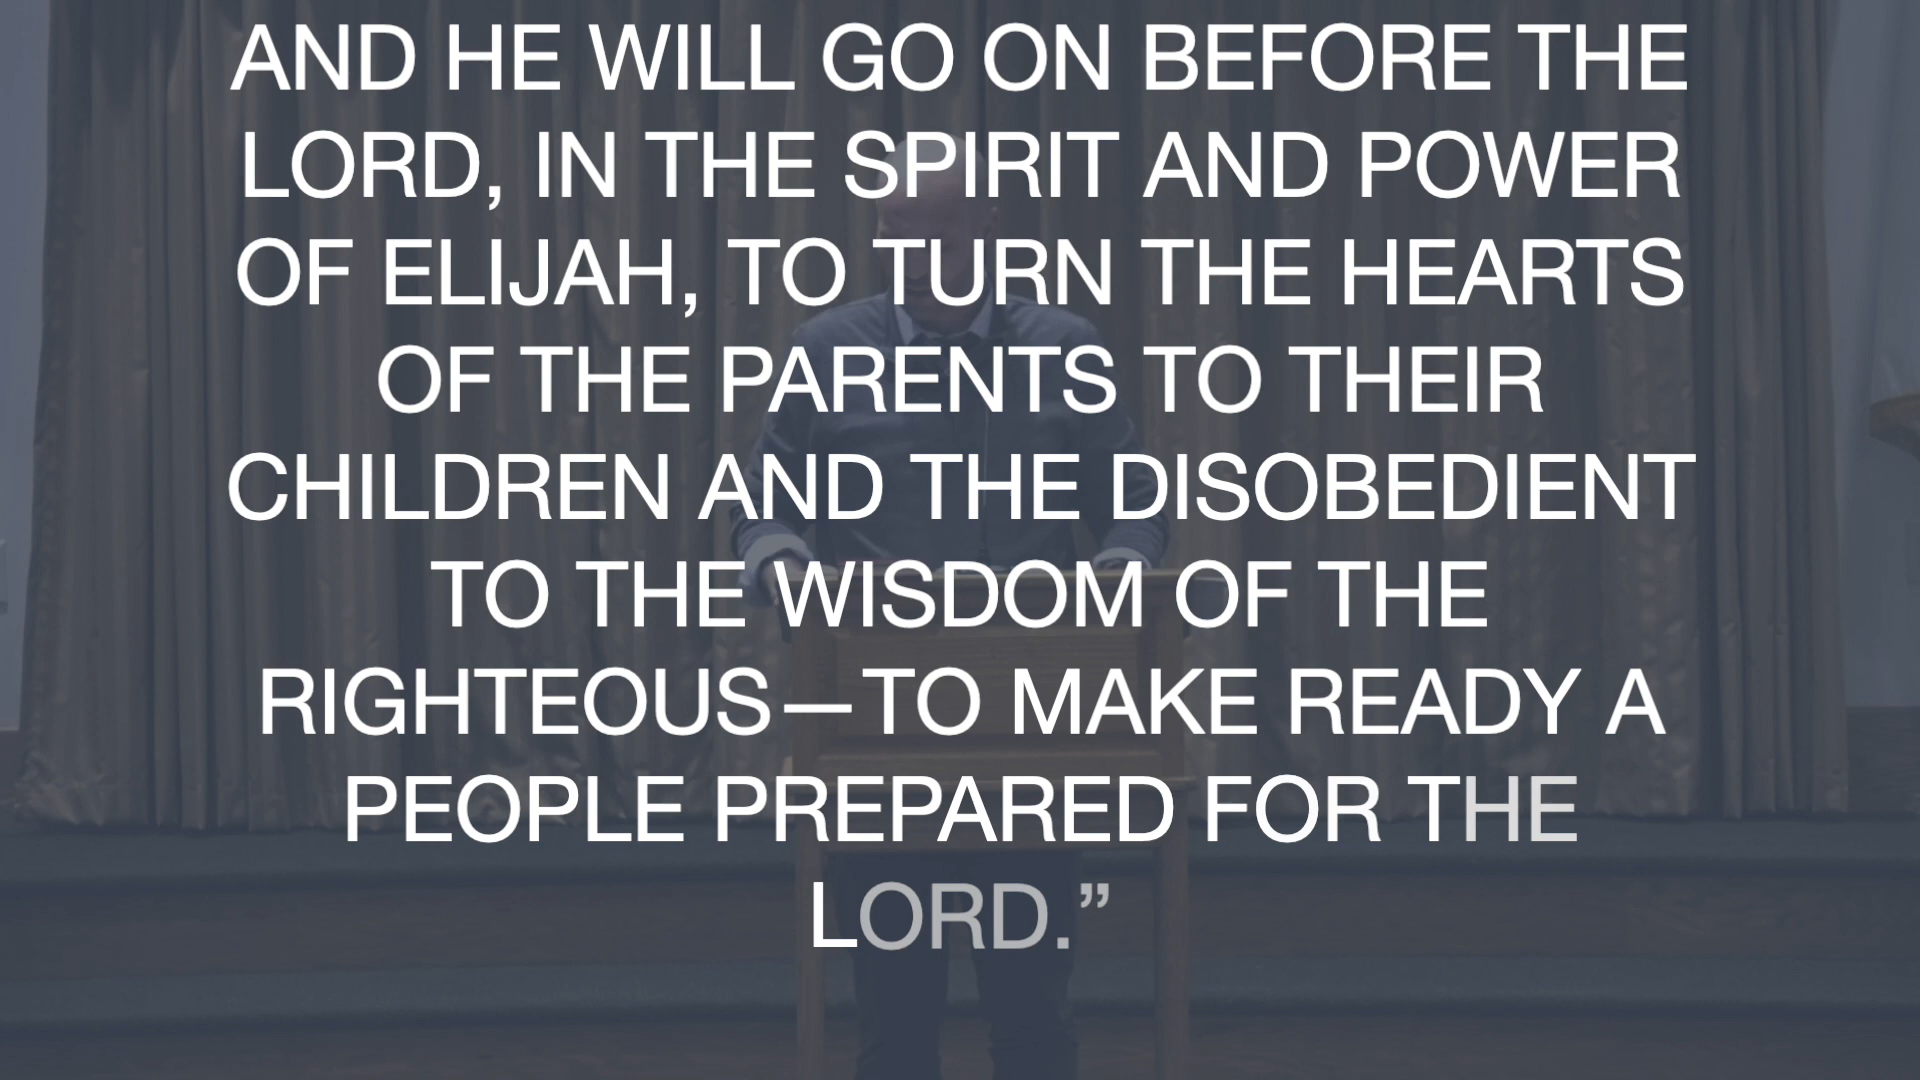 AND HE WILL GO ON BEFORE THE
LORD, IN THE SPIRIT AND POWER
OF ELIJAH, TO TURN THE HEARTS
OF THE PARENTS TO THEIR
CHILDREN AND THE DISOBEDIENT
TO THE WISDOM OF THE
RIGHTEOUS—TO MAKE READY A
PEOPLE PREPARED FOR THE
LORD.”